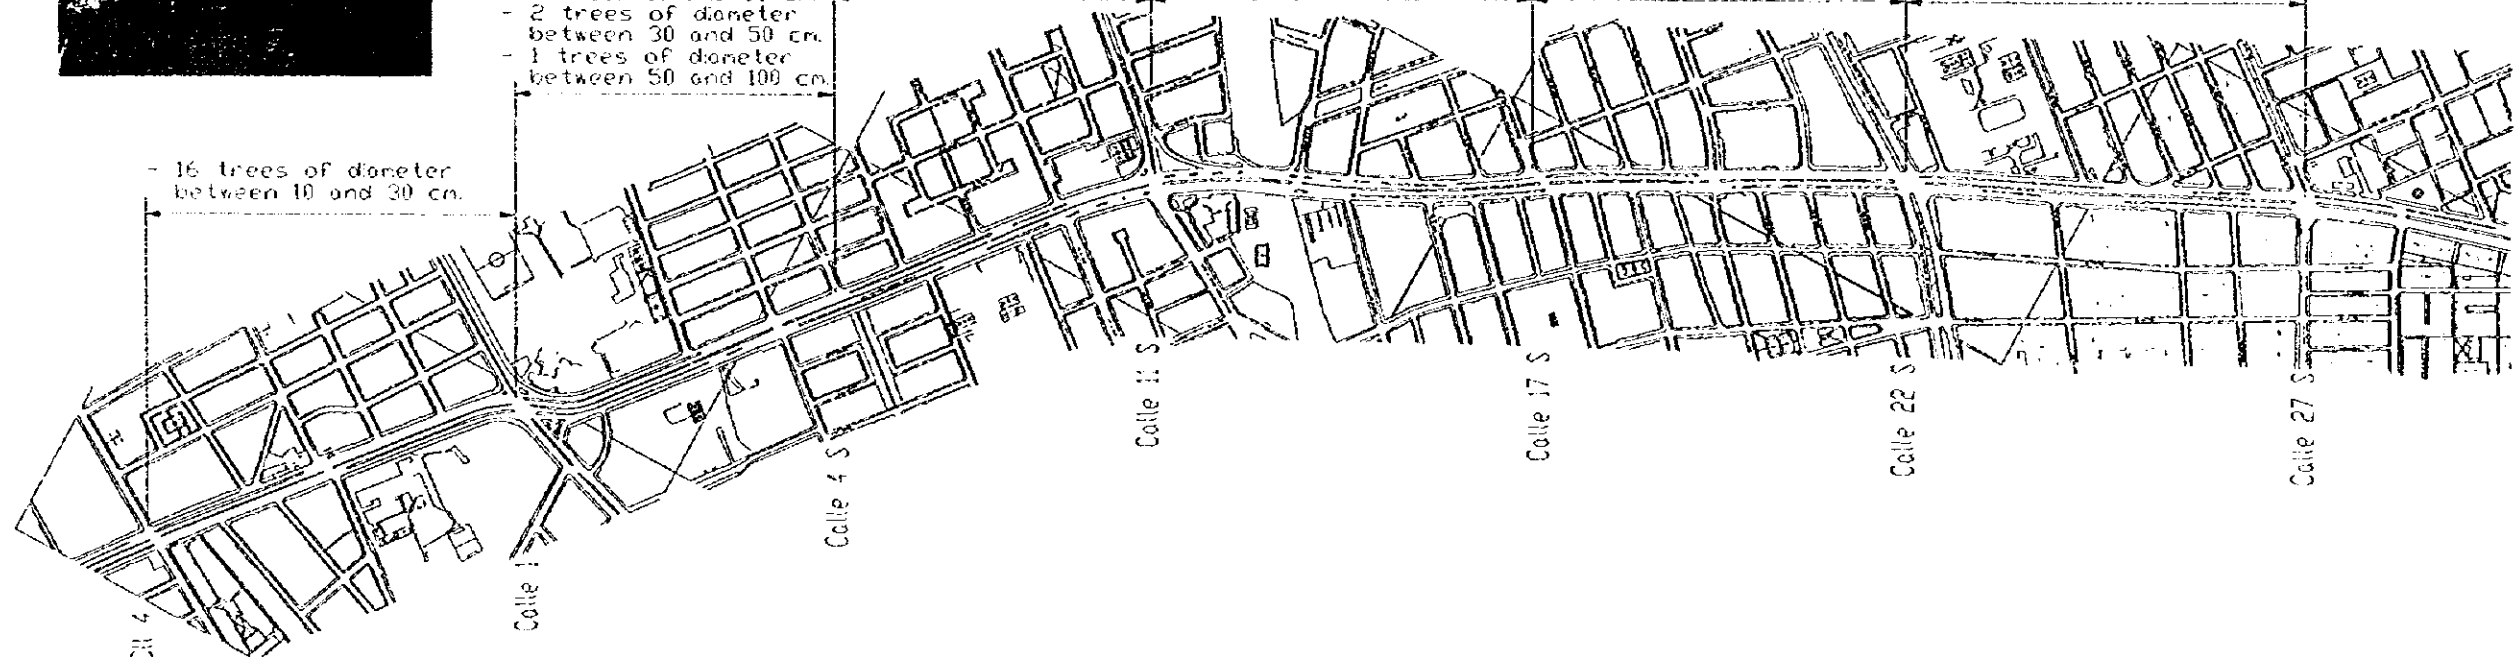 - 2 trees of diameter
between 30 and 50 cm.
- 1 trees of diameter
between 50 and 100 cm.
- 16 trees of diameter
between 10 and 30 cm.
Calle 1
Calle 4 S
Calle 11 S
Calle 17 S
Calle 22 S
Calle 27 S